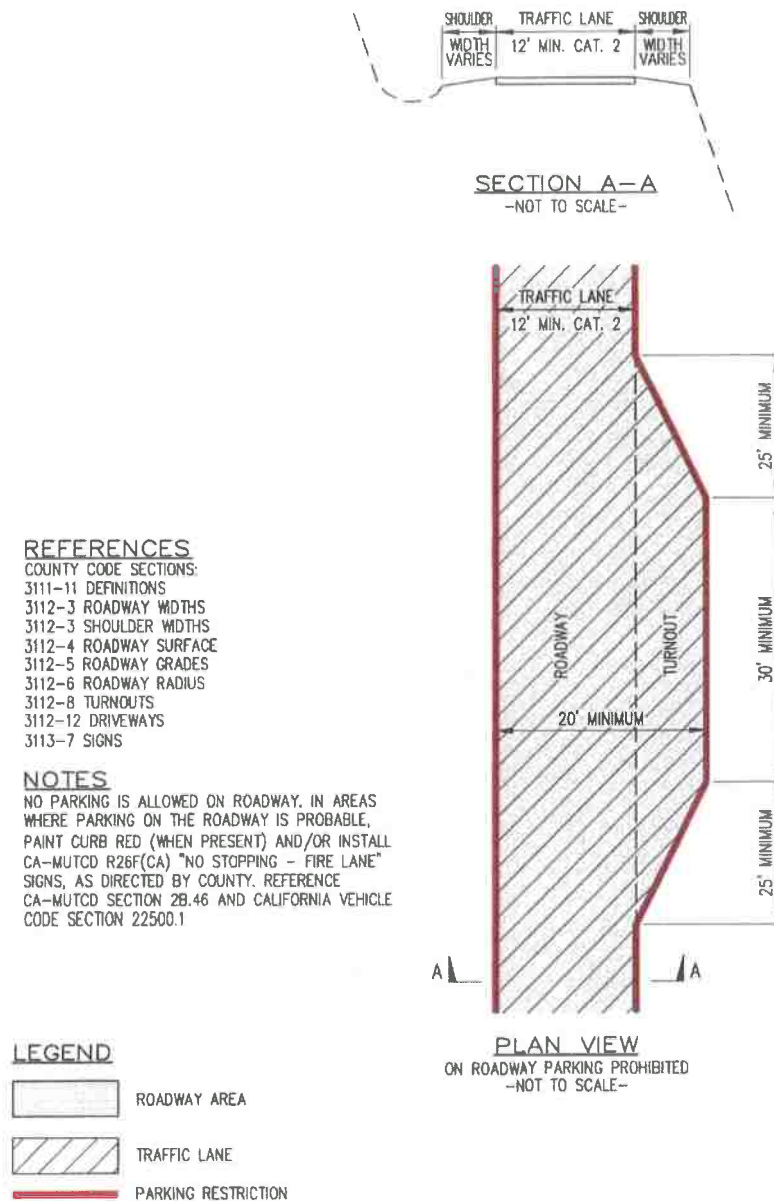 SHOULDER TRAFFIC LANE SHOULDER
WIDTH VARIES 12' MIN. CAT. 2 WIDTH VARIES
SECTION A-A
-NOT TO SCALE-
TRAFFIC LANE
12' MIN. CAT. 2
25' MINIMUM
30' MINIMUM
25' MINIMUM
ROADWAY
TURNOUT
20' MINIMUM
A A
PLAN VIEW
ON ROADWAY PARKING PROHIBITED
-NOT TO SCALE-
REFERENCES
COUNTY CODE SECTIONS:
3111-11 DEFINITIONS
3112-3 ROADWAY WIDTHS
3112-3 SHOULDER WIDTHS
3112-4 ROADWAY SURFACE
3112-5 ROADWAY GRADES
3112-6 ROADWAY RADIUS
3112-8 TURNOUTS
3112-12 DRIVEWAYS
3113-7 SIGNS
NOTES
NO PARKING IS ALLOWED ON ROADWAY. IN AREAS
WHERE PARKING ON THE ROADWAY IS PROBABLE,
PAINT CURB RED (WHEN PRESENT) AND/OR INSTALL
CA-MUTCD R26F(CA) "NO STOPPING - FIRE LANE"
SIGNS, AS DIRECTED BY COUNTY. REFERENCE
CA-MUTCD SECTION 2B.46 AND CALIFORNIA VEHICLE
CODE SECTION 22500.1
LEGEND
ROADWAY AREA
TRAFFIC LANE
PARKING RESTRICTION